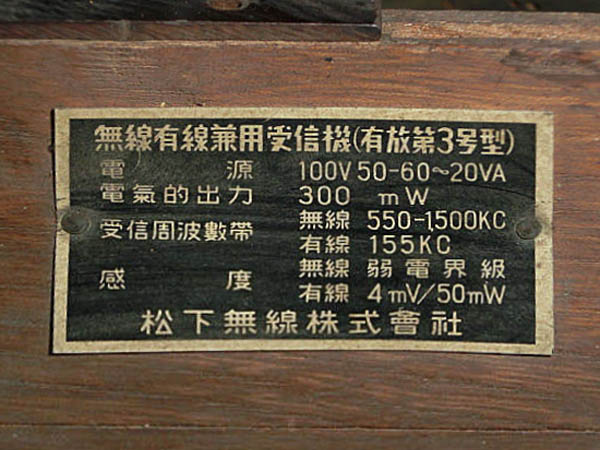 無線有線兼用受信機(有放第3号型)
電源 100V 50-60~20VA
電氣的出力 300 mW
受信周波數帶 無線 550-1,500KC
有線 155KC
感度 無線 弱電界級
有線 4mV/50mW
松下無線株式會社